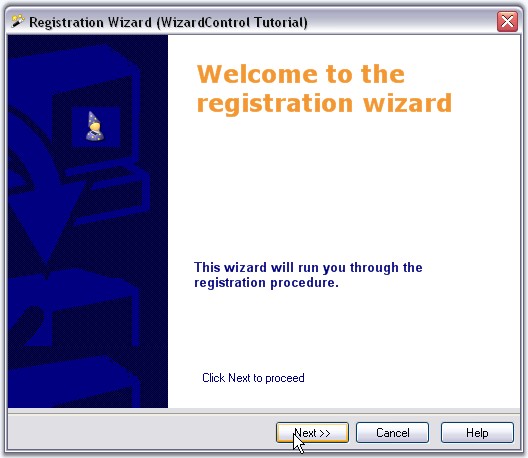 Registration Wizard (WizardControl Tutorial)
Welcome to the
registration wizard
This wizard will run you through the
registration procedure.
Click Next to proceed
Next >>
Cancel
Help